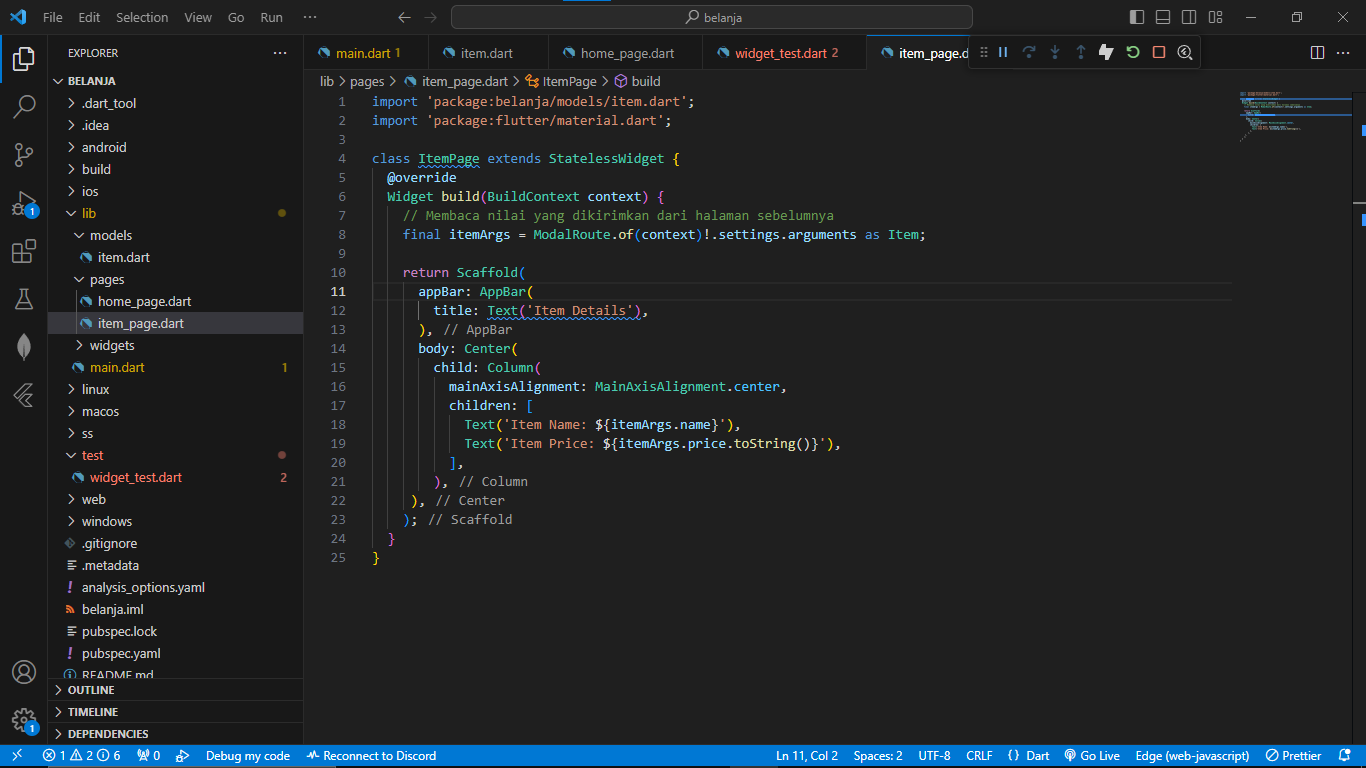 File Edit Selection View Go Run ··· belanja
EXPLORER ···
BELANJA
.dart_tool
.idea
android
build
ios
lib
models
item.dart
pages
home_page.dart
item_page.dart
widgets
main.dart 1
linux
macos
ss
test
widget_test.dart 2
web
windows
.gitignore
.metadata
! analysis_options.yaml
belanja.iml
pubspec.lock
! pubspec.yaml
README.md
OUTLINE
TIMELINE
DEPENDENCIES
1
1
main.dart 1 item.dart home_page.dart widget_test.dart 2 item_page.d
lib > pages > item_page.dart > ItemPage > build
1 import 'package:belanja/models/item.dart';
2 import 'package:flutter/material.dart';
3
4 class ItemPage extends StatelessWidget {
5 @override
6 Widget build(BuildContext context) {
7 // Membaca nilai yang dikirimkan dari halaman sebelumnya
8 final itemArgs = ModalRoute.of(context)!.settings.arguments as Item;
9
10 return Scaffold(
11 appBar: AppBar(
12 title: Text('Item Details'),
13 ), // AppBar
14 body: Center(
15 child: Column(
16 mainAxisAlignment: MainAxisAlignment.center,
17 children: [
18 Text('Item Name: ${itemArgs.name}'),
19 Text('Item Price: ${itemArgs.price.toString()}'),
20 ],
21 ), // Column
22 ), // Center
23 ); // Scaffold
24 }
25 }
1 2 6 0 Debug my code Reconnect to Discord Ln 11, Col 2 Spaces: 2 UTF-8 CRLF {} Dart Go Live Edge (web-javascript) Prettier